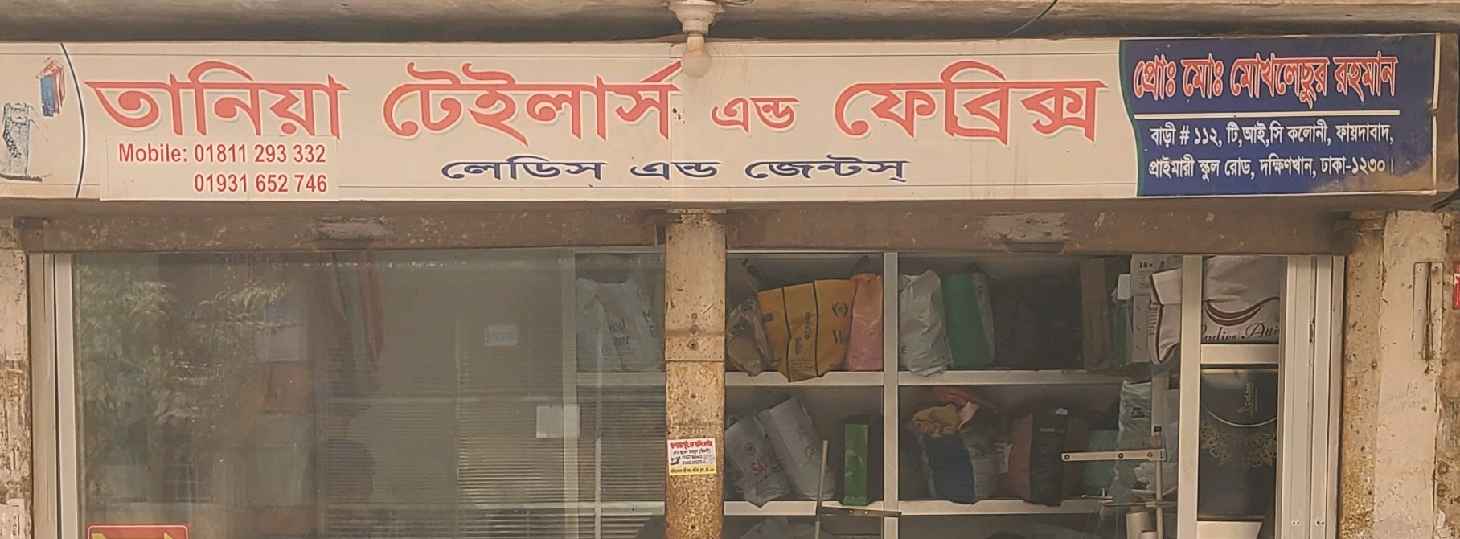 তানিয়া টেইলার্স এন্ড ফেব্রিক্স
Mobile: 01811 293 332
01931 652 746
লেডিস্ এন্ড জেন্টস্
প্রোঃ মোঃ মোখলেছুর রহমান
বাড়ী # ১১২, টি,আই,সি কলোনী, ফায়দাবাদ,
প্রাইমারী স্কুল রোড, দক্ষিণখান, ঢাকা-১২৩০।